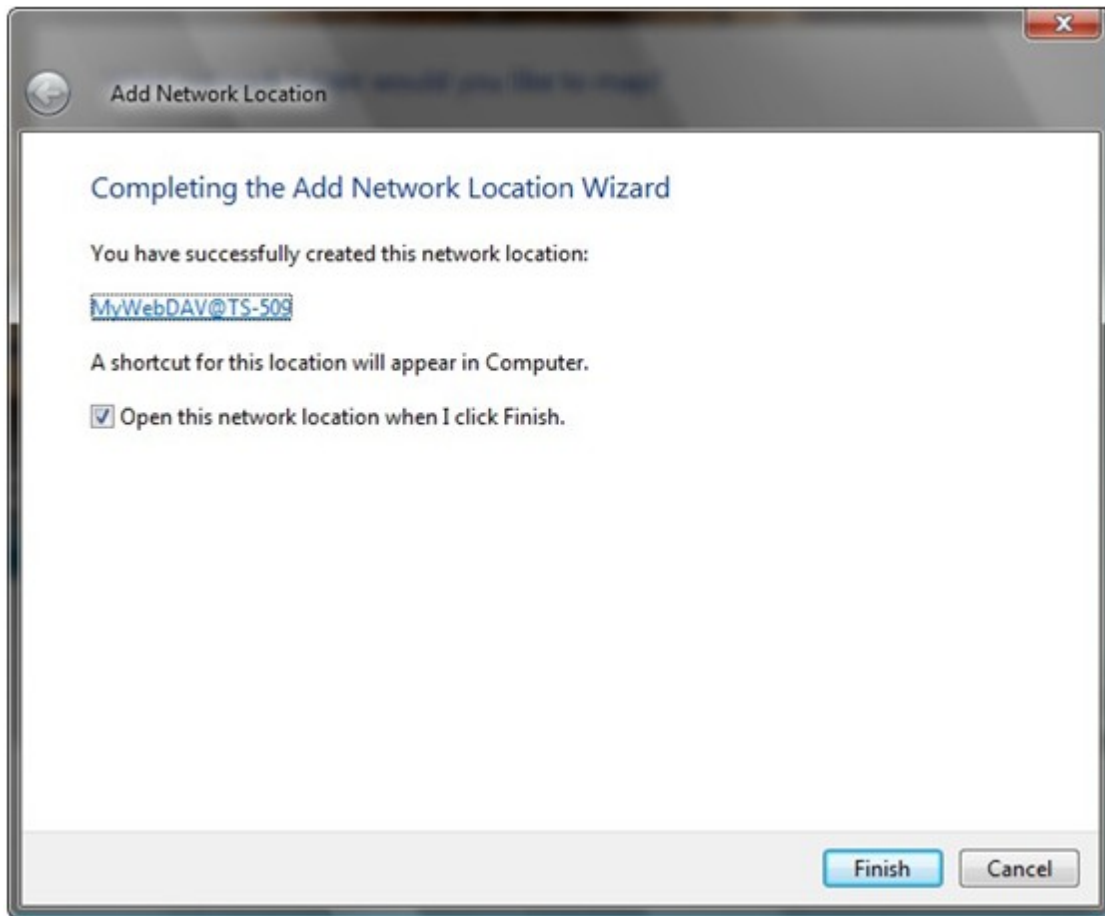 Add Network Location
Completing the Add Network Location Wizard
You have successfully created this network location:
MyWebDAV@TS-509
A shortcut for this location will appear in Computer.
Open this network location when I click Finish.
Finish
Cancel